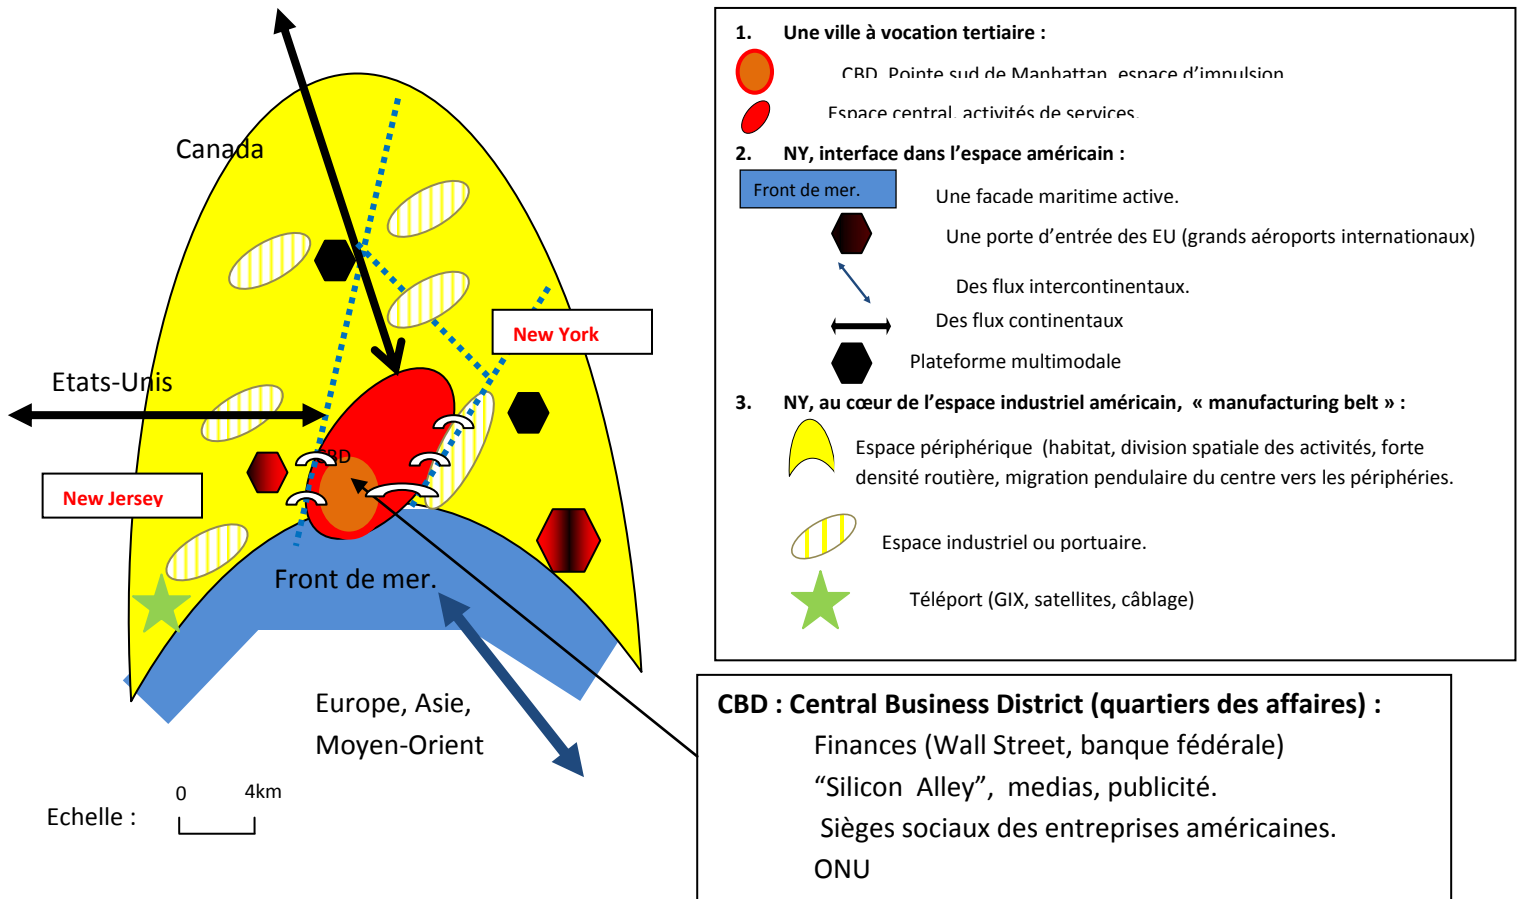 Canada
Etats-Unis
New York
New Jersey
CBD
Front de mer.
Europe, Asie,
Moyen-Orient
Echelle :
0 4km
1. Une ville à vocation tertiaire :
CBD Pointe sud de Manhattan espace d’impulsion
Espace central, activités de services.
2. NY, interface dans l’espace américain :
Front de mer.
Une facade maritime active.
Une porte d’entrée des EU (grands aéroports internationaux)
Des flux intercontinentaux.
Des flux continentaux
Plateforme multimodale
3. NY, au cœur de l’espace industriel américain, « manufacturing belt » :
Espace périphérique (habitat, division spatiale des activités, forte
densité routière, migration pendulaire du centre vers les périphéries.
Espace industriel ou portuaire.
Téléport (GIX, satellites, câblage)
CBD : Central Business District (quartiers des affaires) :
Finances (Wall Street, banque fédérale)
“Silicon Alley”, medias, publicité.
Sièges sociaux des entreprises américaines.
ONU